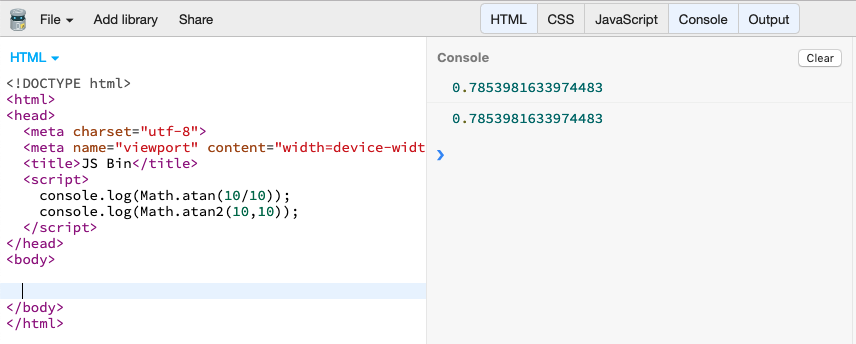 File Add library Share HTML CSS JavaScript Console Output
HTML
<!DOCTYPE html>
<html>
<head>
  <meta charset="utf-8">
  <meta name="viewport" content="width=device-widt
  <title>JS Bin</title>
  <script>
    console.log(Math.atan(10/10));
    console.log(Math.atan2(10,10));
  </script>
</head>
<body>
</body>
</html>
Console Clear
0.7853981633974483
0.7853981633974483